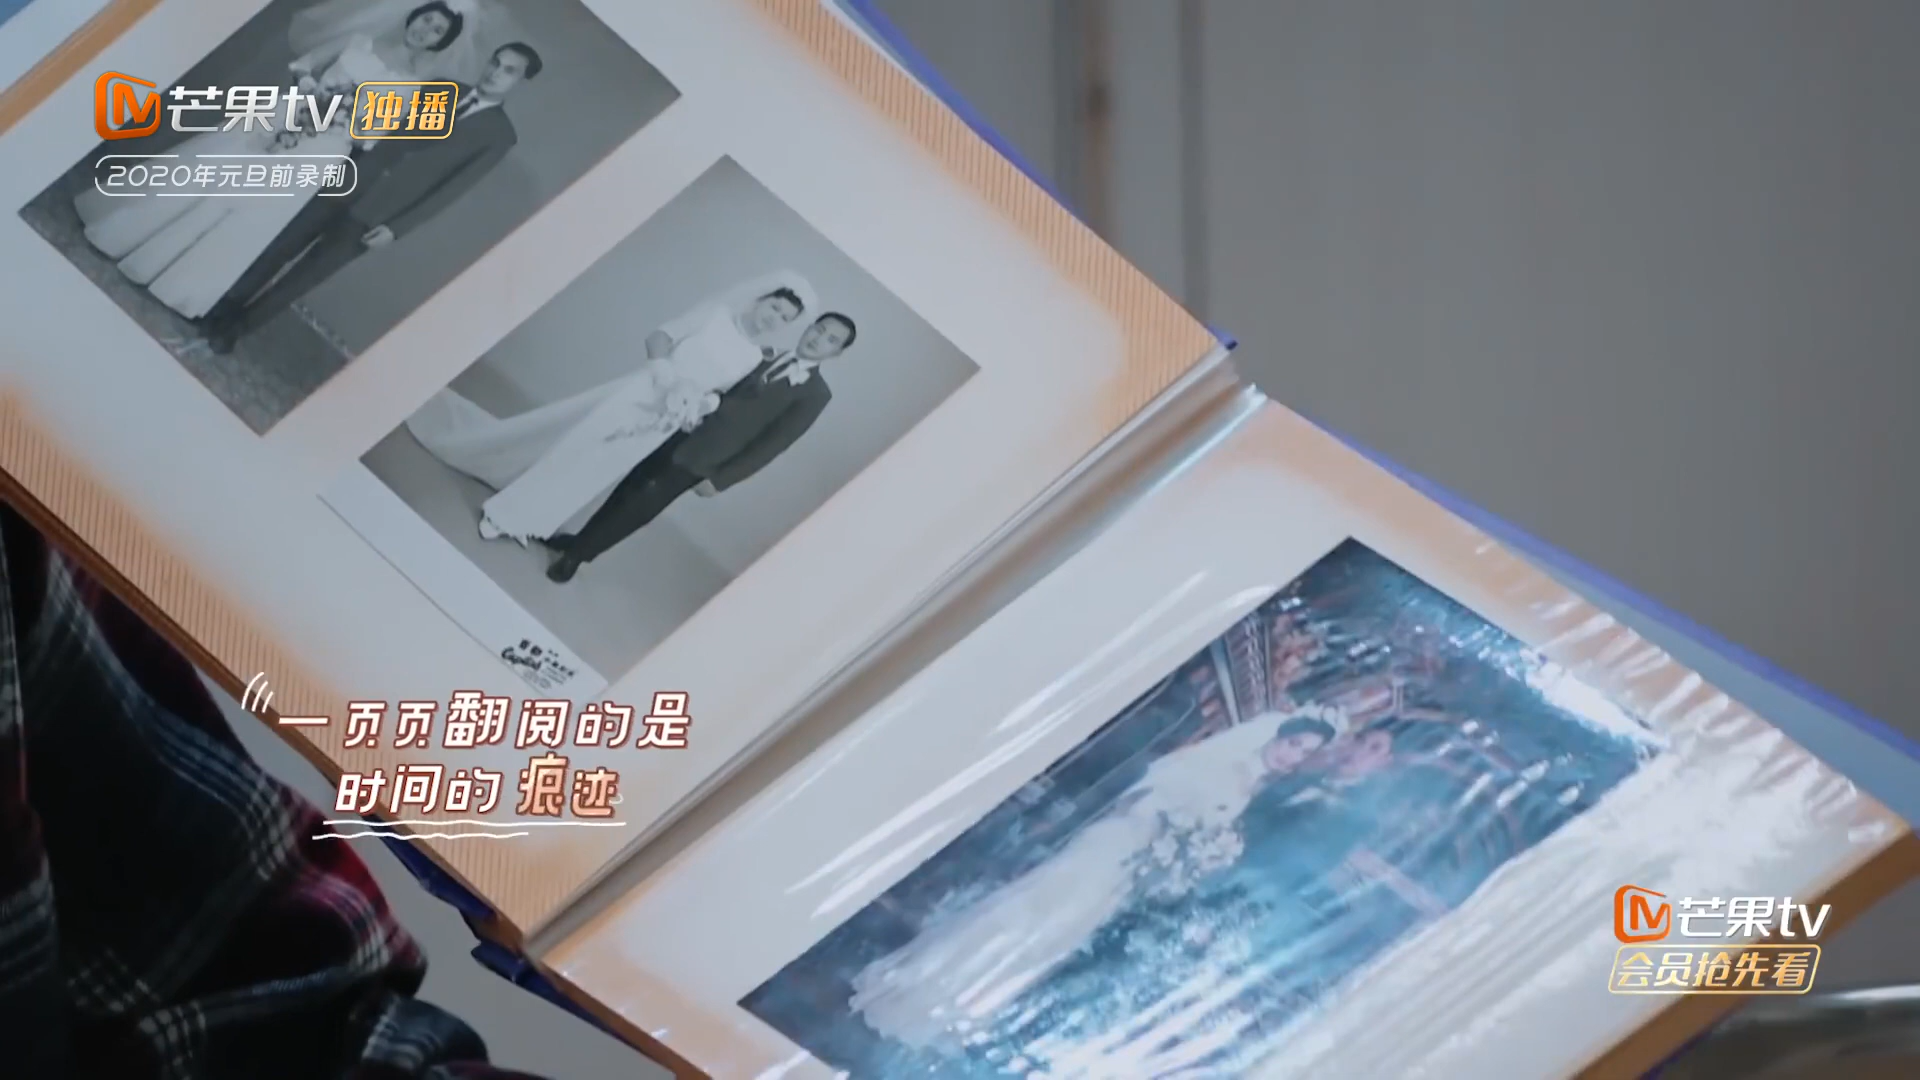 芒果tv 独播
2020年元旦前录制
Capital
一页页翻阅的是
时间的痕迹
芒果tv
会员抢先看